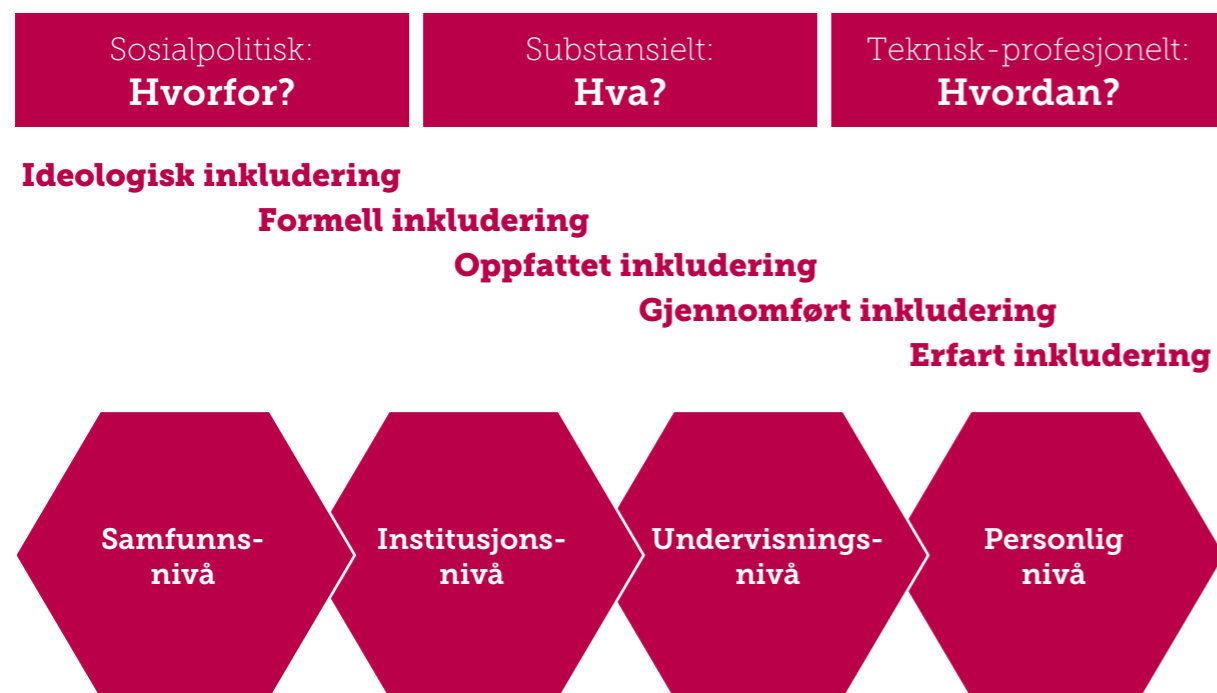 Sosialpolitisk:
Hvorfor?
Substansielt:
Hva?
Teknisk-profesjonelt:
Hvordan?
Ideologisk inkludering
Formell inkludering
Oppfattet inkludering
Gjennomført inkludering
Erfart inkludering
Samfunns-
nivå
Institusjons-
nivå
Undervisnings-
nivå
Personlig
nivå